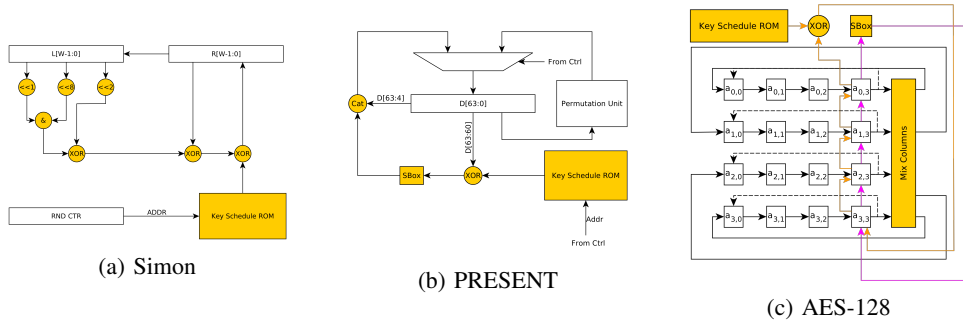 L[W-1:0]
R[W-1:0]
<<1
<<8
<<2
&
XOR
XOR
XOR
RND CTR
ADDR
Key Schedule ROM
(a) Simon
From Ctrl
Cat
D[63:4]
D[63:0]
Permutation Unit
D[63:60]
SBox
XOR
Key Schedule ROM
Addr
From Ctrl
(b) PRESENT
Key Schedule ROM
XOR
SBox
a0,0
a0,1
a0,2
a0,3
a1,0
a1,1
a1,2
a1,3
a2,0
a2,1
a2,2
a2,3
a3,0
a3,1
a3,2
a3,3
Mix Columns
(c) AES-128